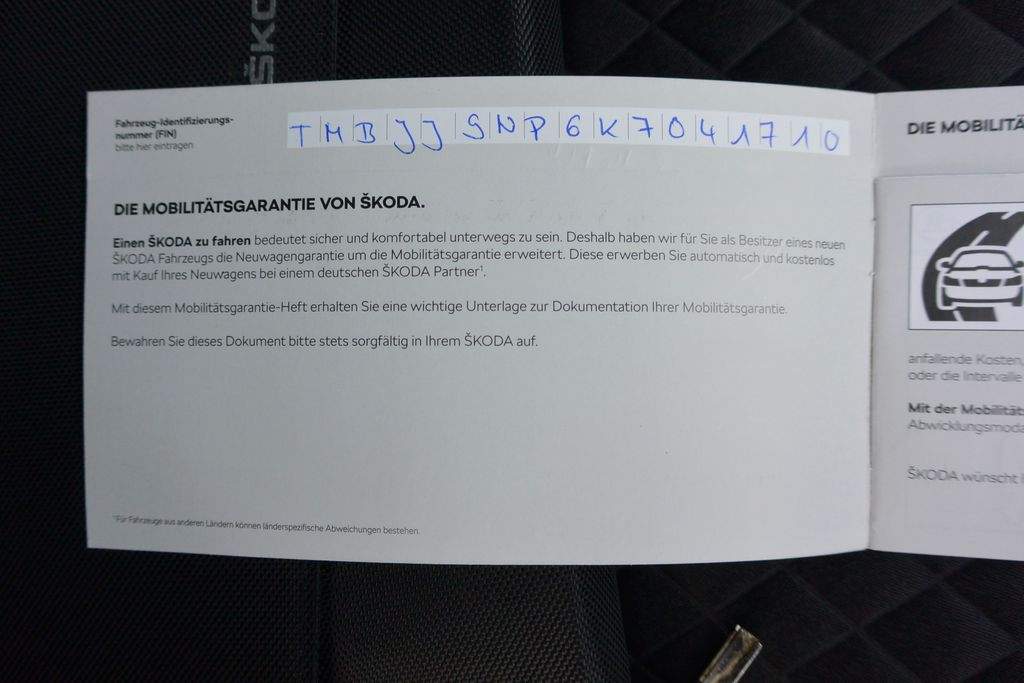 ŠKO
Fahrzeug-Identifizierungs-
nummer (FIN)
bitte hier eintragen
TMBJJSNP6K7041710
DIE MOBILITÄTSGARANTIE VON ŠKODA.
Einen ŠKODA zu fahren bedeutet sicher und komfortabel unterwegs zu sein. Deshalb haben wir für Sie als Besitzer eines neuen
ŠKODA Fahrzeugs die Neuwagengarantie um die Mobilitätsgarantie erweitert. Diese erwerben Sie automatisch und kostenlos
mit Kauf Ihres Neuwagens bei einem deutschen ŠKODA Partner¹.
Mit diesem Mobilitätsgarantie-Heft erhalten Sie eine wichtige Unterlage zur Dokumentation Ihrer Mobilitätsgarantie.
Bewahren Sie dieses Dokument bitte stets sorgfältig in Ihrem ŠKODA auf.
¹Für Fahrzeuge aus anderen Ländern können länderspezifische Abweichungen bestehen.
DIE MOBILITÄ
anfallende Kosten,
oder die Intervalle
Mit der Mobilitäts
Abwicklungsmoda
ŠKODA wünscht